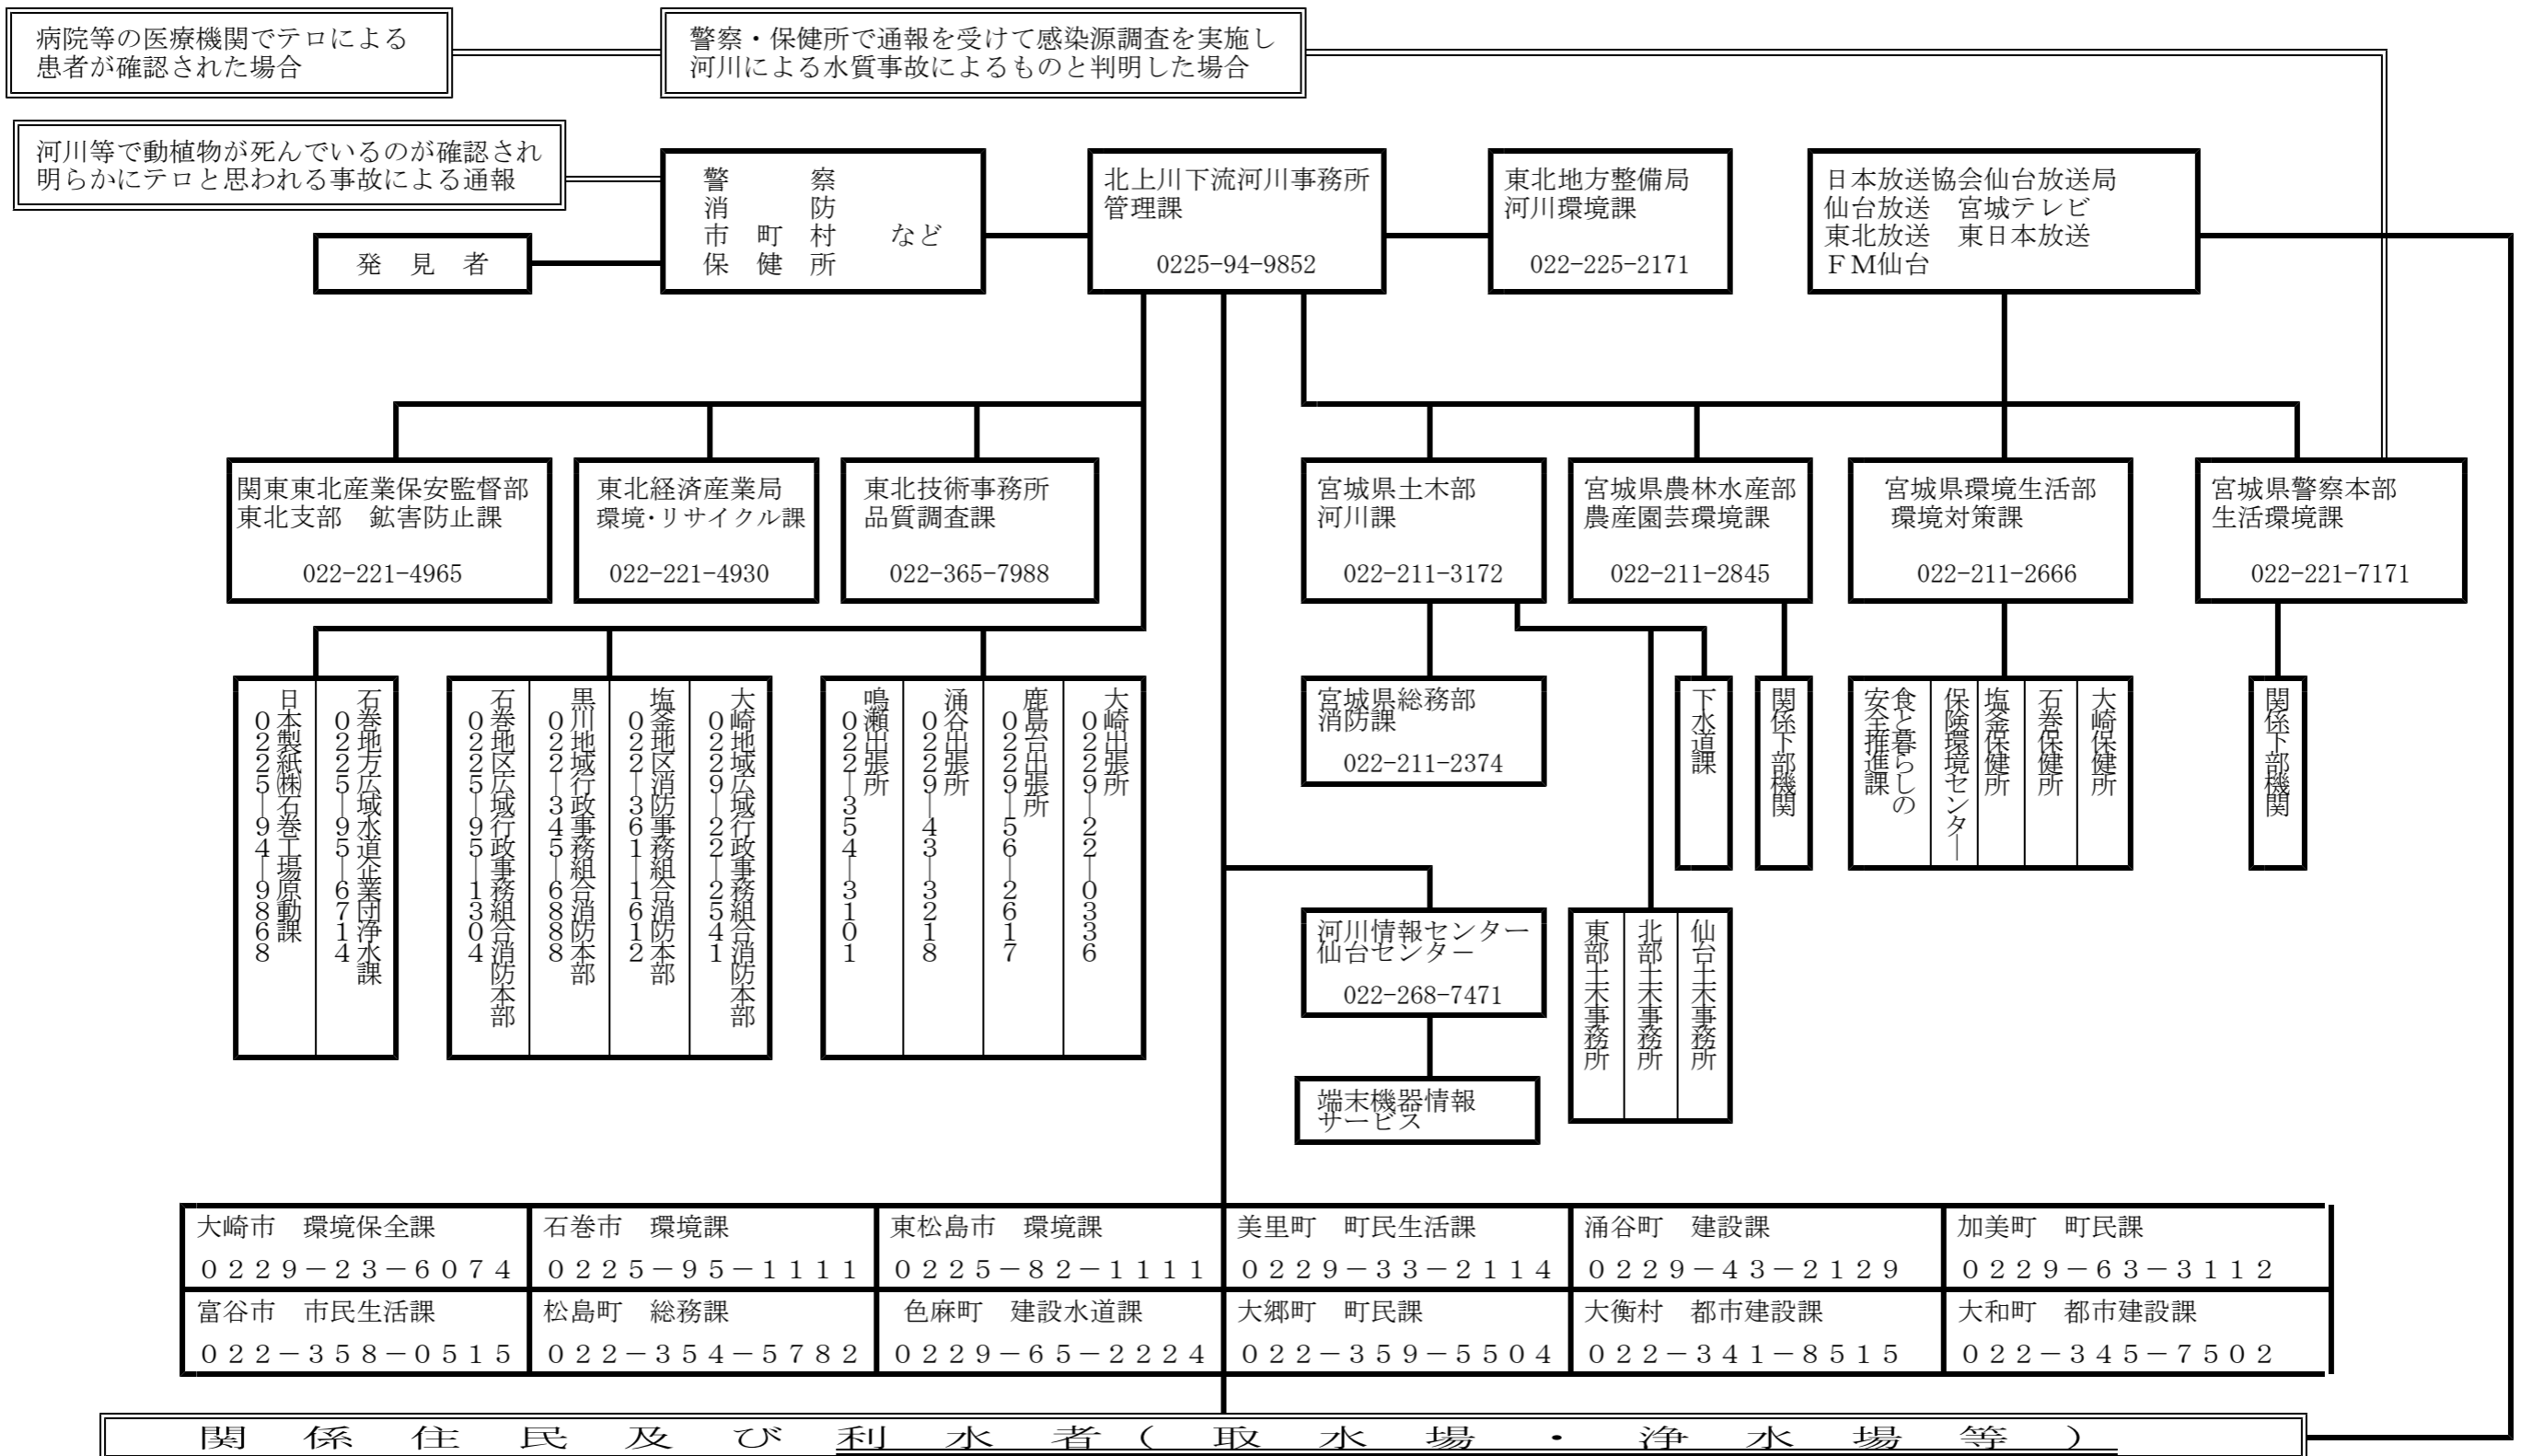 病院等の医療機関でテロによる
患者が確認された場合
警察・保健所で通報を受けて感染源調査を実施し
河川による水質事故によるものと判明した場合
河川等で動植物が死んでいるのが確認され
明らかにテロと思われる事故による通報
発 見 者
警 察
消 防
市 町 村 など
保 健 所
北上川下流河川事務所
管理課
0225-94-9852
東北地方整備局
河川環境課
022-225-2171
日本放送協会仙台放送局
仙台放送 宮城テレビ
東北放送 東日本放送
ＦＭ仙台
関東東北産業保安監督部
東北支部 鉱害防止課
022-221-4965
東北経済産業局
環境・リサイクル課
022-221-4930
東北技術事務所
品質調査課
022-365-7988
宮城県土木部
河川課
022-211-3172
宮城県農林水産部
農産園芸環境課
022-211-2845
宮城県環境生活部
環境対策課
022-211-2666
宮城県警察本部
生活環境課
022-221-7171
日本製紙㈱石巻工場原動課
０２２５―９４―９８６８
石巻地方広域水道企業団浄水課
０２２５―９５―６７１４
石巻地区広域行政事務組合消防本部
０２２５―９５―１３０４
黒川地域行政事務組合消防本部
０２２―３４５―６８８８
塩釜地区消防事務組合消防本部
０２２―３６１―１６１２
大崎地域広域行政事務組合消防本部
０２２９―２２―２５４１
鳴瀬出張所
０２２―３５４―３１０１
涌谷出張所
０２２９―４３―３２１８
鹿島台出張所
０２２９―５６―２６１７
大崎出張所
０２２９―２２―０３３６
宮城県総務部
消防課
022-211-2374
下水道課
関係下部機関
食と暮らしの
安全推進課
保険環境センター
塩釜保健所
石巻保健所
大崎保健所
関係下部機関
河川情報センター
仙台センター
022-268-7471
東部土木事務所
北部土木事務所
仙台土木事務所
端末機器情報
サービス
大崎市 環境保全課
０２２９－２３－６０７４
石巻市 環境課
０２２５－９５－１１１１
東松島市 環境課
０２２５－８２－１１１１
美里町 町民生活課
０２２９－３３－２１１４
涌谷町 建設課
０２２９－４３－２１２９
加美町 町民課
０２２９－６３－３１１２
富谷市 市民生活課
０２２－３５８－０５１５
松島町 総務課
０２２－３５４－５７８２
色麻町 建設水道課
０２２９－６５－２２２４
大郷町 町民課
０２２－３５９－５５０４
大衡村 都市建設課
０２２－３４１－８５１５
大和町 都市建設課
０２２－３４５－７５０２
関 係 住 民 及 び 利 水 者 （ 取 水 場 ・ 浄 水 場 等 ）